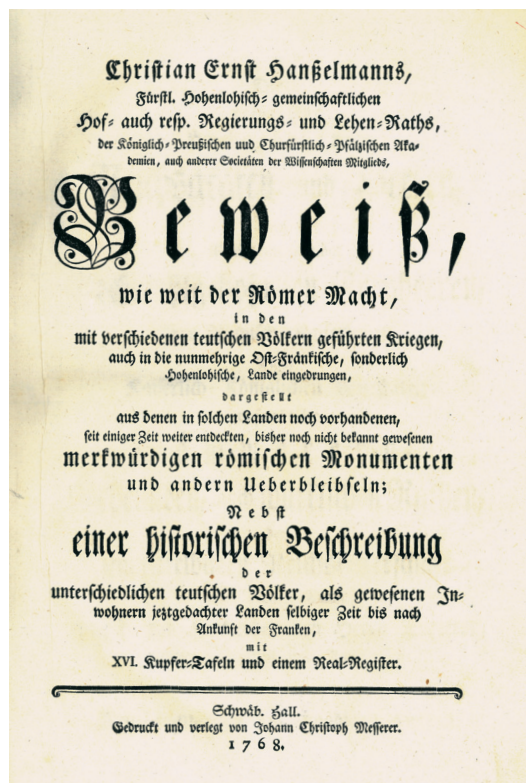 Christian Ernst Hanßelmanns,
Fürstl. Hohenlohisch-gemeinschaftlichen
Hof- auch resp. Regierungs- und Lehen-Raths,
der Königlich-Preußischen uud Churfürstlich-Pfälzischen Aka-
demien, auch anderer Societäten der Wissenschaften Mitglieds,
Beweiß,
wie weit der Römer Macht,
in den
mit verschiedenen teutschen Völkern geführten Kriegen,
auch in die nunmehrige Ost-Fränkische, sonderlich
Hohenlohische, Lande eingedrungen,
dargestellt
aus denen in solchen Landen noch vorhandenen,
seit einiger Zeit weiter entdeckten, bisher noch nicht bekannt gewesenen
merkwürdigen römischen Monumenten
und andern Ueberbleibseln;
Nebst
einer historischen Beschreibung
der
unterschiedlichen teutschen Völker, als gewesenen In-
wohnern jeztgedachter Landen selbiger Zeit bis nach
Ankunft der Franken,
mit
XVI. Kupfer-Tafeln und einem Real-Register.
Schwäb. Hall.
Gedruckt und verlegt von Johann Christoph Messerer.
1768.